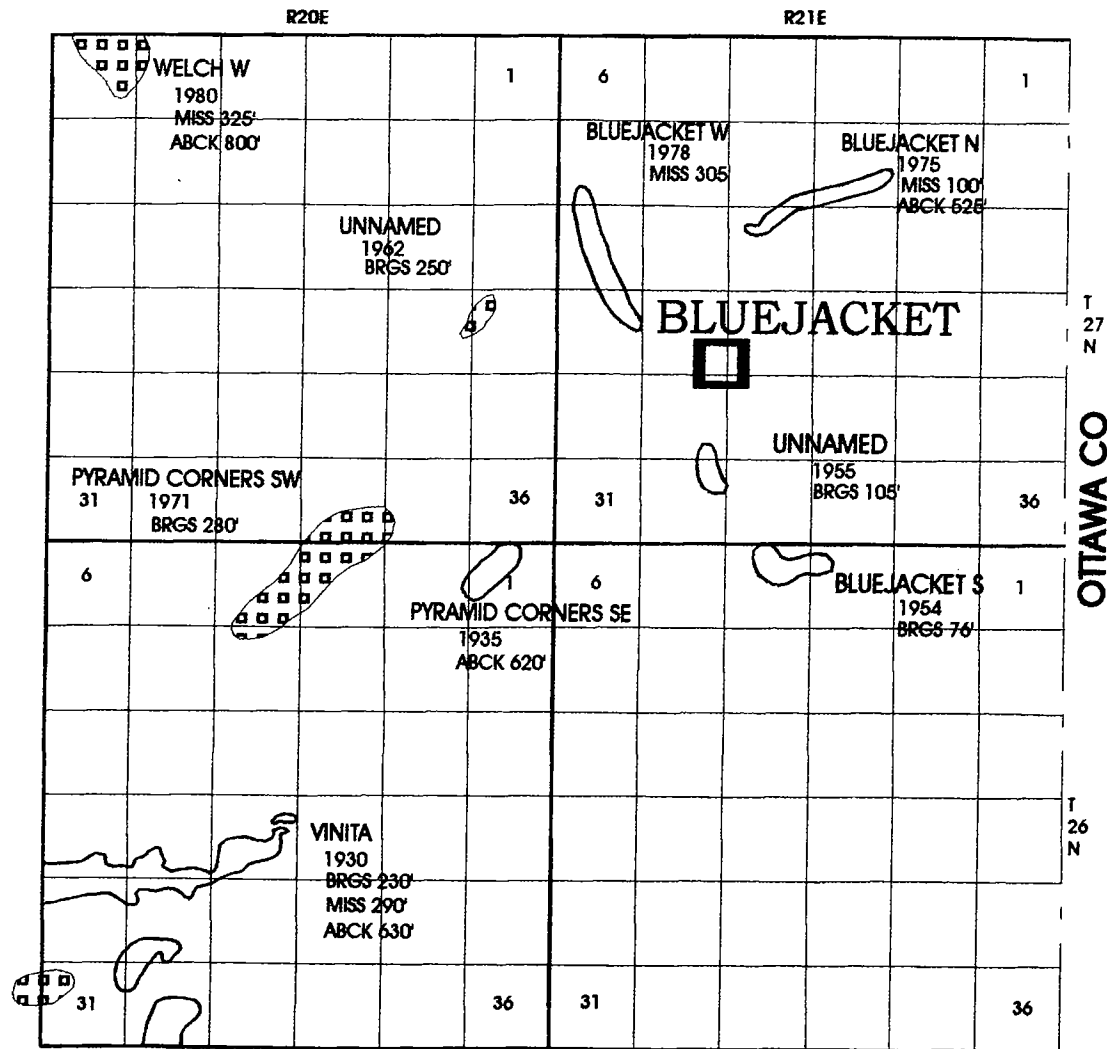 R20E
R21E
WELCH W
1980
MISS 325'
ABCK 800'
1
6
1
BLUEJACKET W
1978
MISS 305
BLUEJACKET N
1975
MISS 100'
ABCK 525'
UNNAMED
1962
BRGS 250'
BLUEJACKET
T
27
N
UNNAMED
1955
BRGS 105'
PYRAMID CORNERS SW
31
1971
BRGS 280'
36
31
36
OTTAWA CO
6
1
6
1
PYRAMID CORNERS SE
1935
ABCK 620'
BLUEJACKET S
1954
BRGS 76'
VINITA
1930
BRGS 230'
MISS 290'
ABCK 630'
T
26
N
31
36
31
36